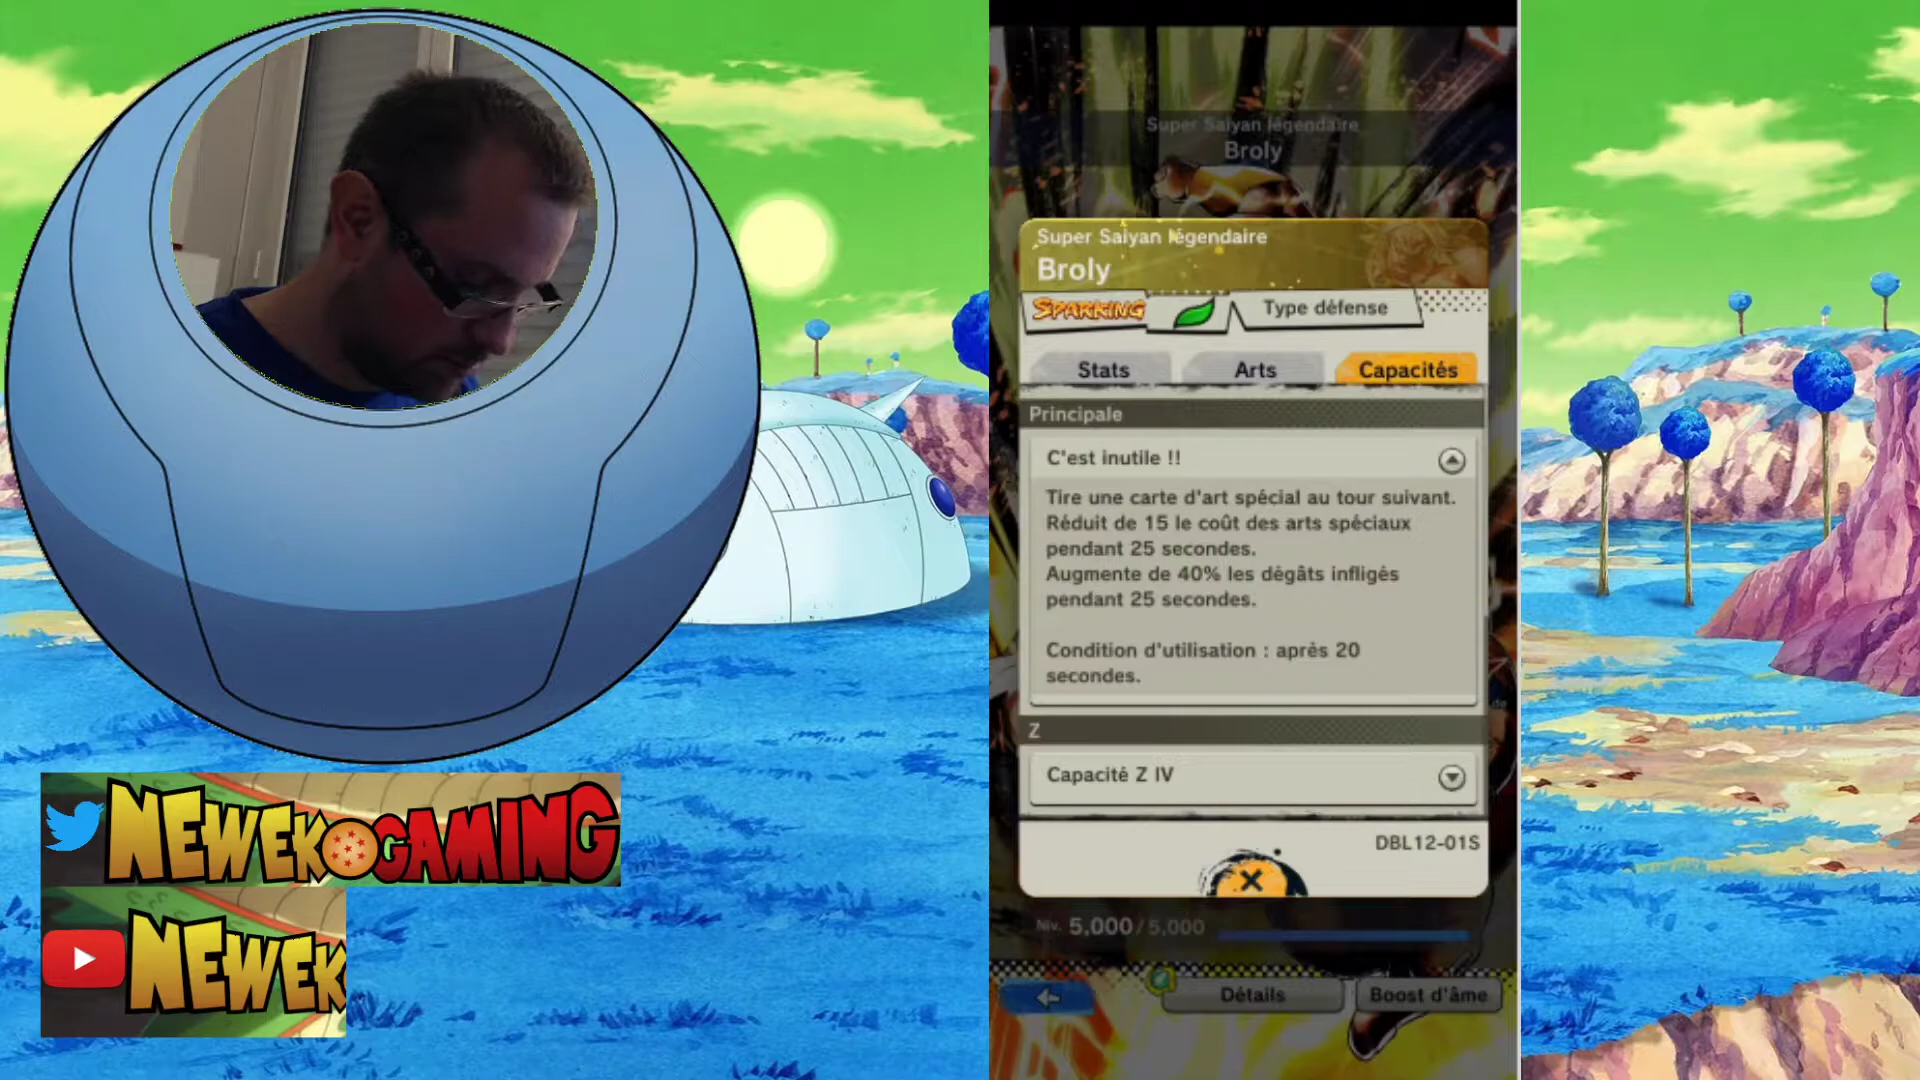 Super Saiyan légendaire
Broly
Super Saiyan légendaire
Broly
SPARKING
Type défense
Stats
Arts
Capacités
Principale
C'est inutile !!
Tire une carte d'art spécial au tour suivant.
Réduit de 15 le coût des arts spéciaux
pendant 25 secondes.
Augmente de 40% les dégâts infligés
pendant 25 secondes.
Condition d'utilisation : après 20
secondes.
Z
Capacité Z IV
DBL12-01S
Niv. 5,000/5,000
Détails
Boost d'âme
NEWEKOGAMING
NEWEK